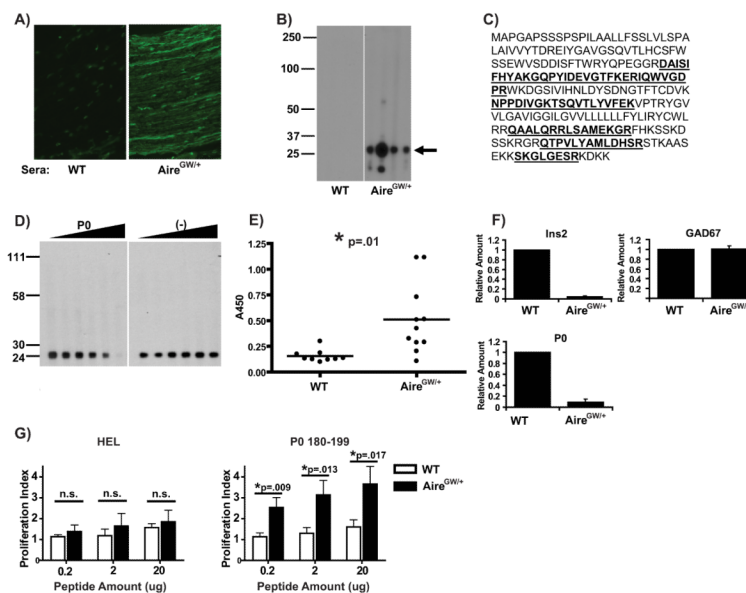 A)
Sera: WT Aire^GW/+
B)
250
100
50
37
25
WT Aire^GW/+
C)
MAPGAPSSSPSPILAALLFSSLVLSPA
LAIVVYTDREIYGAVGSQVTLHCSFW
SSEWVSDDISFTWRYQPEGGRDAISI
FHYAKGQPYIDEVGTFKERIQWVGD
PRWKDGSIVIHNLDYSDNGTFTCDVK
NPPDIVGKTSQVTLYVFEKVPTRYGV
VLGAVIGGILGVVLLLLLLFYLIRYCWL
RRQAALQRRLSAMEKGRFHKSSKD
SSKRGRQTPVLYAMLDHSRSTKAAS
EKKSKGLGESRKDKK
D)
P0 (-)
111
58
30
24
E)
* p=.01
A450
1.25
1.00
0.75
0.50
0.25
0.00
WT Aire^GW/+
F)
Ins2
Relative Amount
1.2
1
0.8
0.6
0.4
0.2
0
WT Aire^GW/+
GAD67
Relative Amount
1.2
1
0.8
0.6
0.4
0.2
0
WT Aire^GW/+
P0
Relative Amount
1.2
1
0.8
0.6
0.4
0.2
0
WT Aire^GW/+
G)
HEL
Proliferation Index
4
3
2
1
0
n.s. n.s. n.s.
0.2 2 20
Peptide Amount (ug)
P0 180-199
Proliferation Index
4
3
2
1
0
*p=.009 *p=.013 *p=.017
0.2 2 20
Peptide Amount (ug)
WT
Aire^GW/+